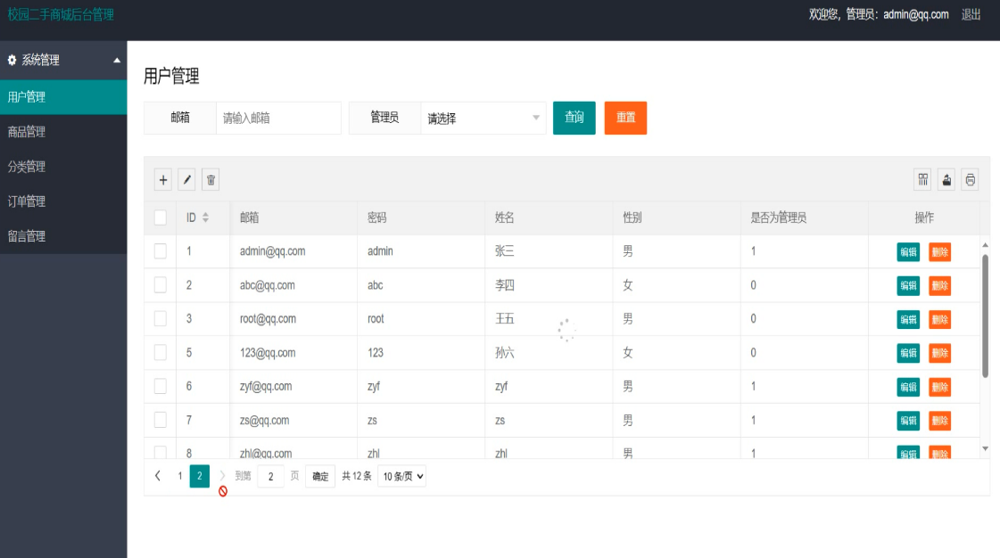 校园二手商城后台管理 欢迎您，管理员：admin@qq.com 退出
系统管理
用户管理
商品管理
分类管理
订单管理
留言管理
用户管理
邮箱 请输入邮箱 管理员 请选择 查询 重置
ID 邮箱 密码 姓名 性别 是否为管理员 操作
1 admin@qq.com admin 张三 男 1 编辑 删除
2 abc@qq.com abc 李四 女 0 编辑 删除
3 root@qq.com root 王五 男 0 编辑 删除
5 123@qq.com 123 孙六 女 0 编辑 删除
6 zyf@qq.com zyf zyf 男 1 编辑 删除
7 zs@qq.com zs zs 男 1 编辑 删除
8 zhl@qq.com zhl zhl 男 1 编辑 删除
1 2 到第 2 页 确定 共 12 条 10 条/页